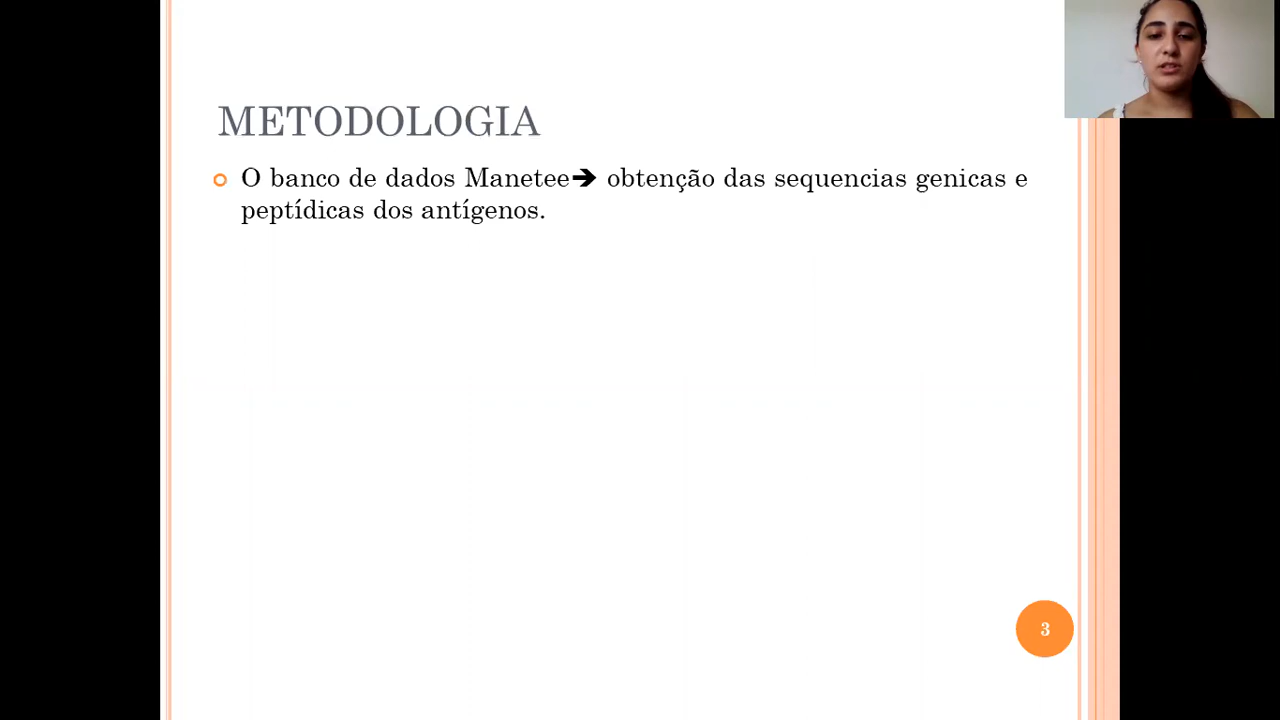 METODOLOGIA
O banco de dados Manetee➔ obtenção das sequencias genicas e
peptídicas dos antígenos.
3